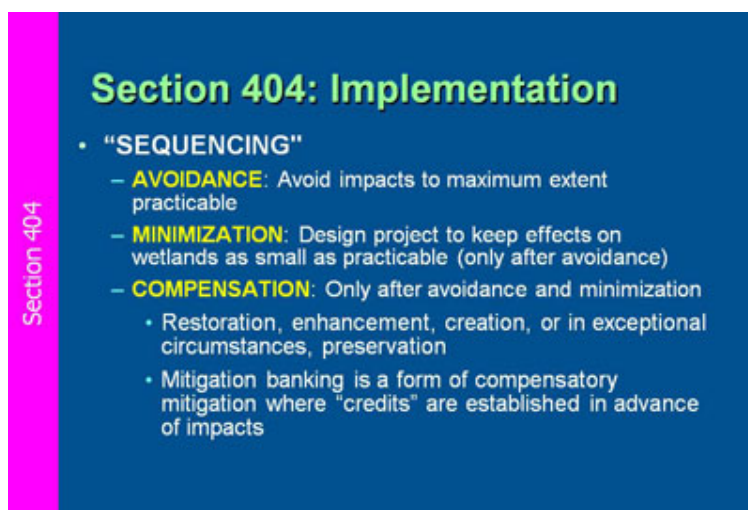 Section 404: Implementation
• “SEQUENCING"
– AVOIDANCE: Avoid impacts to maximum extent
practicable
– MINIMIZATION: Design project to keep effects on
wetlands as small as practicable (only after avoidance)
– COMPENSATION: Only after avoidance and minimization
• Restoration, enhancement, creation, or in exceptional
circumstances, preservation
• Mitigation banking is a form of compensatory
mitigation where “credits” are established in advance
of impacts
Section 404